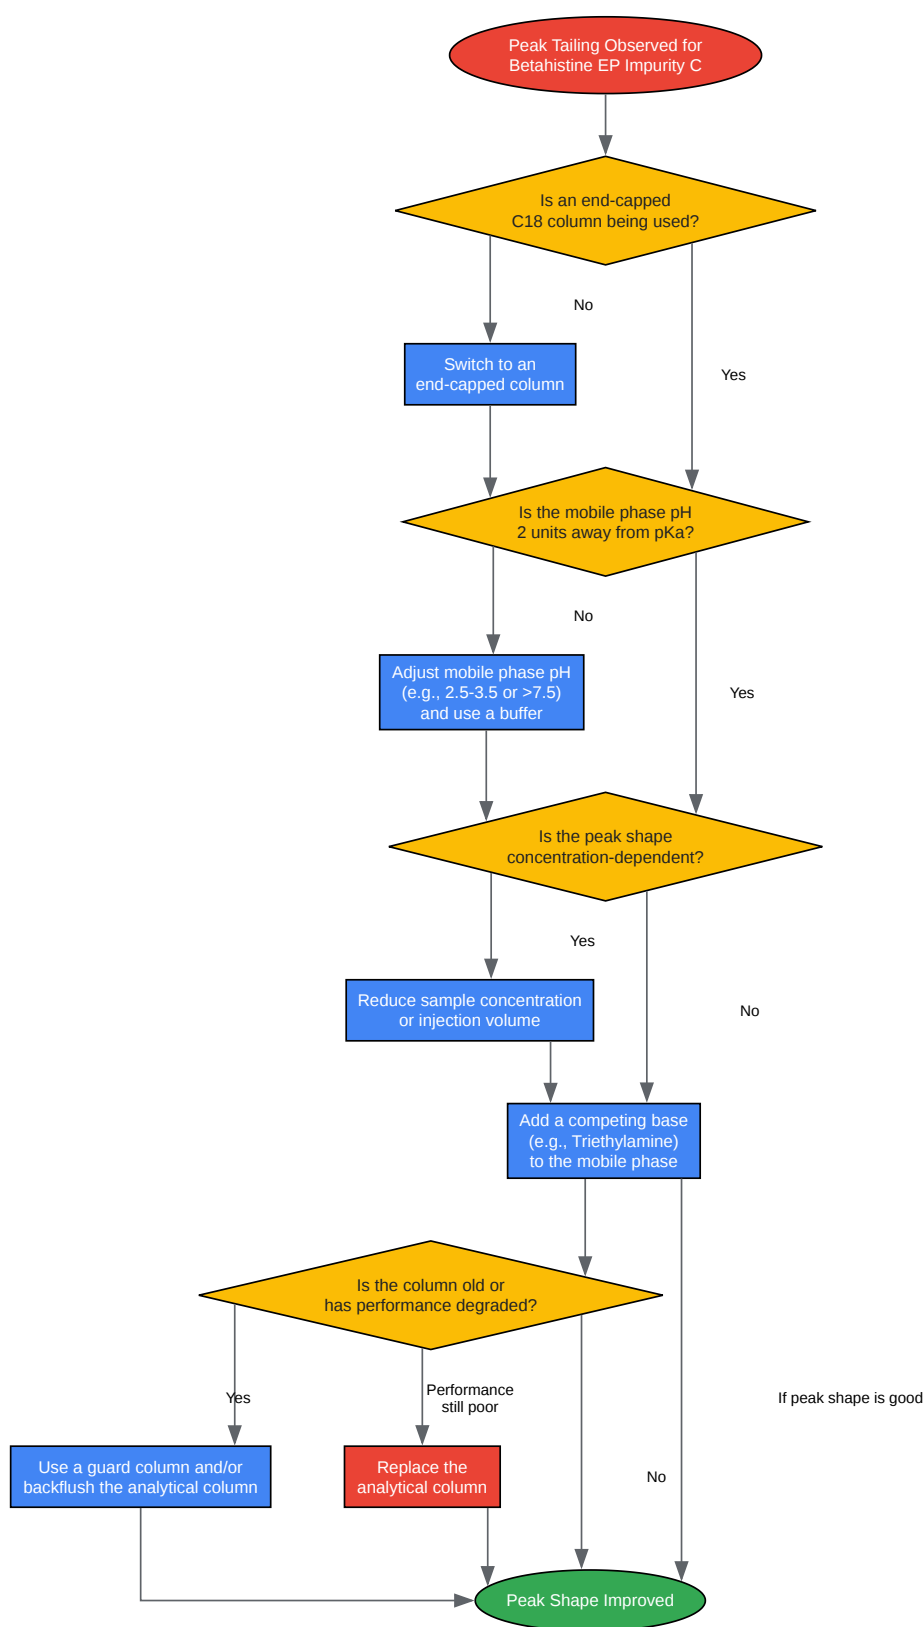 Peak Tailing Observed for
Betahistine EP Impurity C
Is an end-capped
C18 column being used?
No
Switch to an
end-capped column
Yes
Is the mobile phase pH
2 units away from pKa?
No
Adjust mobile phase pH
(e.g., 2.5-3.5 or >7.5)
and use a buffer
Yes
Is the peak shape
concentration-dependent?
Yes
Reduce sample concentration
or injection volume
No
Add a competing base
(e.g., Triethylamine)
to the mobile phase
Is the column old or
has performance degraded?
Yes
Performance
still poor
If peak shape is good
Use a guard column and/or
backflush the analytical column
Replace the
analytical column
No
Peak Shape Improved